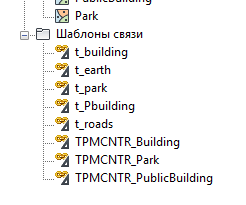 PublicBuilding
Park
Шаблоны связи
t_building
t_earth
t_park
t_Pbuilding
t_roads
TPMCNTR_Building
TPMCNTR_Park
TPMCNTR_PublicBuilding